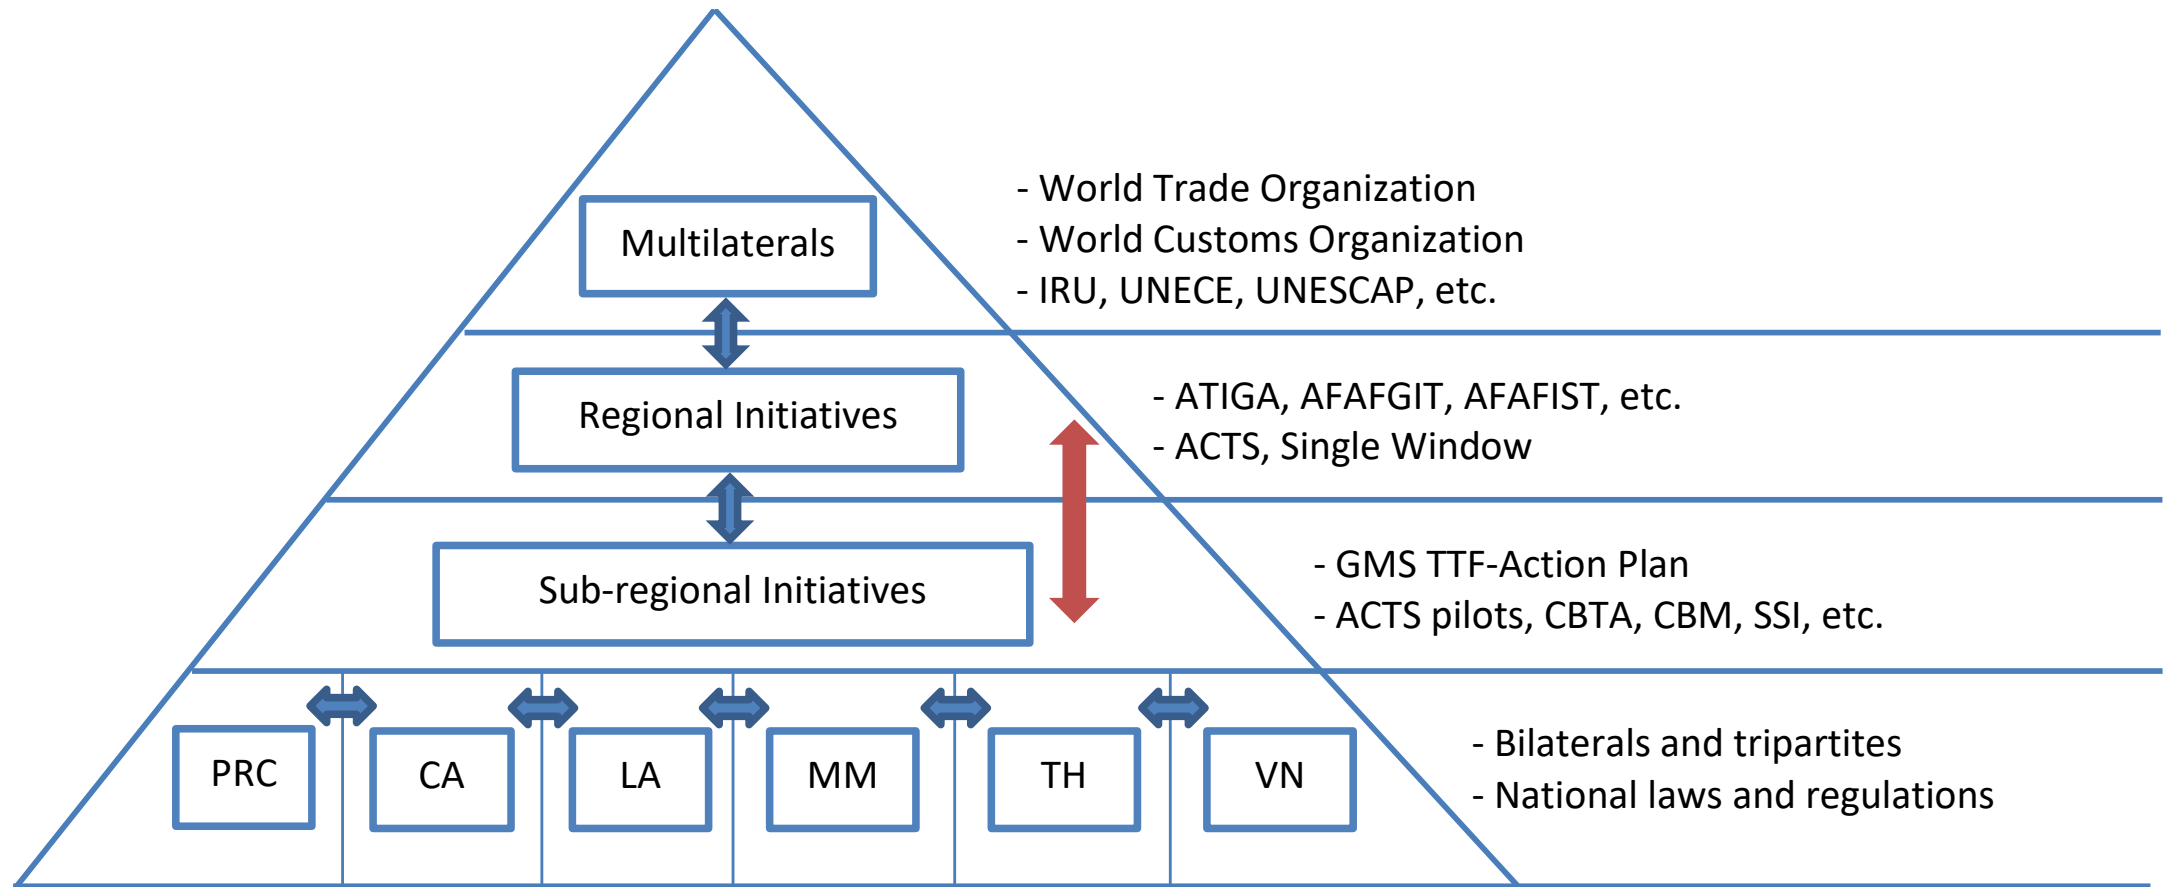 - World Trade Organization
Multilaterals
- World Customs Organization
- IRU, UNECE, UNESCAP, etc.
Regional Initiatives
- ATIGA, AFAFGIT, AFAFIST, etc.
- ACTS, Single Window
Sub-regional Initiatives
- GMS TTF-Action Plan
- ACTS pilots, CBTA, CBM, SSI, etc.
PRC
CA
LA
MM
TH
VN
- Bilaterals and tripartites
- National laws and regulations